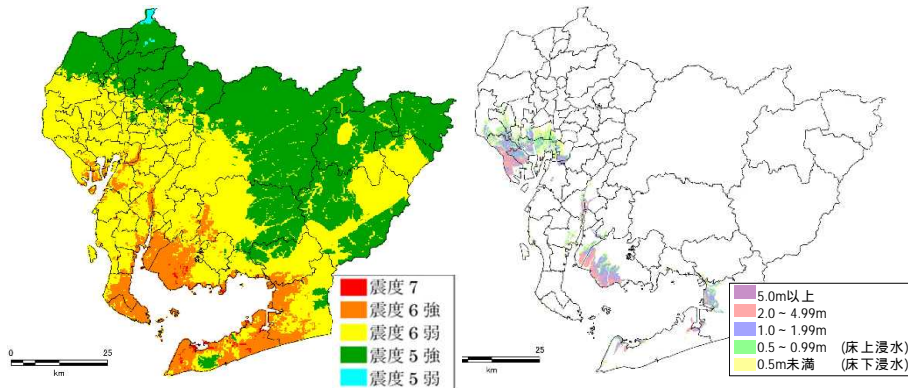 震度7
震度6強
震度6弱
震度5強
震度5弱
0 25
km
5.0m以上
2.0 ~ 4.99m
1.0 ~ 1.99m
0.5 ~ 0.99m (床上浸水)
0.5m未満 (床下浸水)
0 25
km